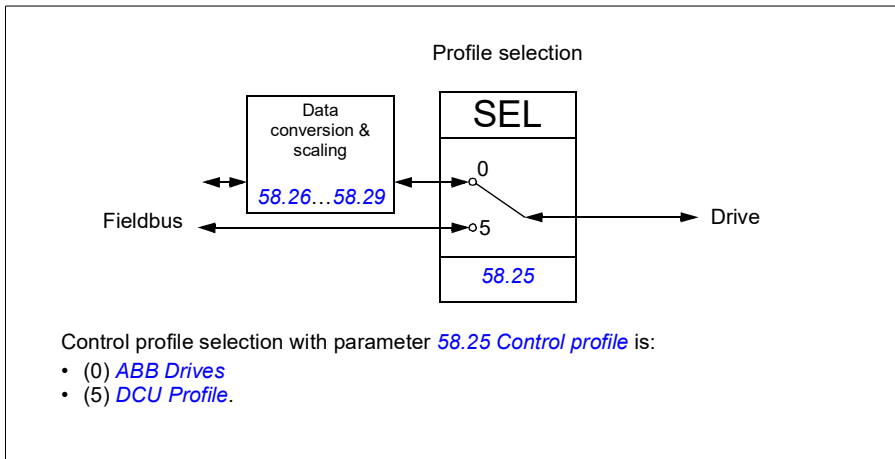 Profile selection
Data
conversion &
scaling
58.26…58.29
SEL
0
5
58.25
Fieldbus
Drive
Control profile selection with parameter 58.25 Control profile is:
• (0) ABB Drives
• (5) DCU Profile.